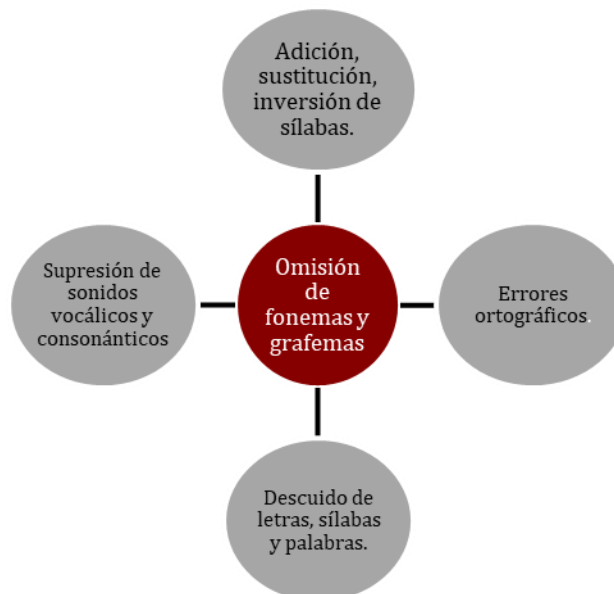 Adición,
sustitución,
inversión de
sílabas.
Supresión de
sonidos
vocálicos y
consonánticos
Omisión
de
fonemas y
grafemas
Errores
ortográficos.
Descuido de
letras, sílabas
y palabras.